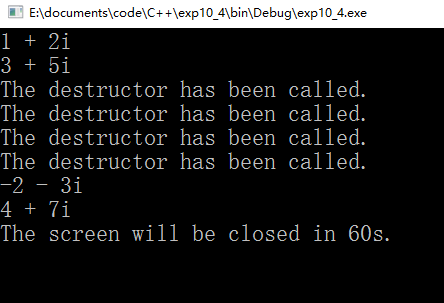 E:\documents\code\C++\exp10_4\bin\Debug\exp10_4.exe
1 + 2i
3 + 5i
The destructor has been called.
The destructor has been called.
The destructor has been called.
The destructor has been called.
-2 - 3i
4 + 7i
The screen will be closed in 60s.